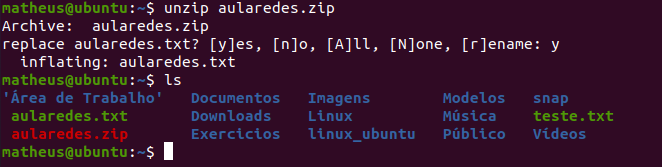 matheus@ubuntu:~$ unzip aularedes.zip
Archive:  aularedes.zip
replace aularedes.txt? [y]es, [n]o, [A]ll, [N]one, [r]ename: y
  inflating: aularedes.txt
matheus@ubuntu:~$ ls
'Área de Trabalho'   Documentos   Imagens        Modelos   snap
 aularedes.txt       Downloads    Linux          Música    teste.txt
 aularedes.zip       Exercicios   linux_ubuntu   Público   Vídeos
matheus@ubuntu:~$